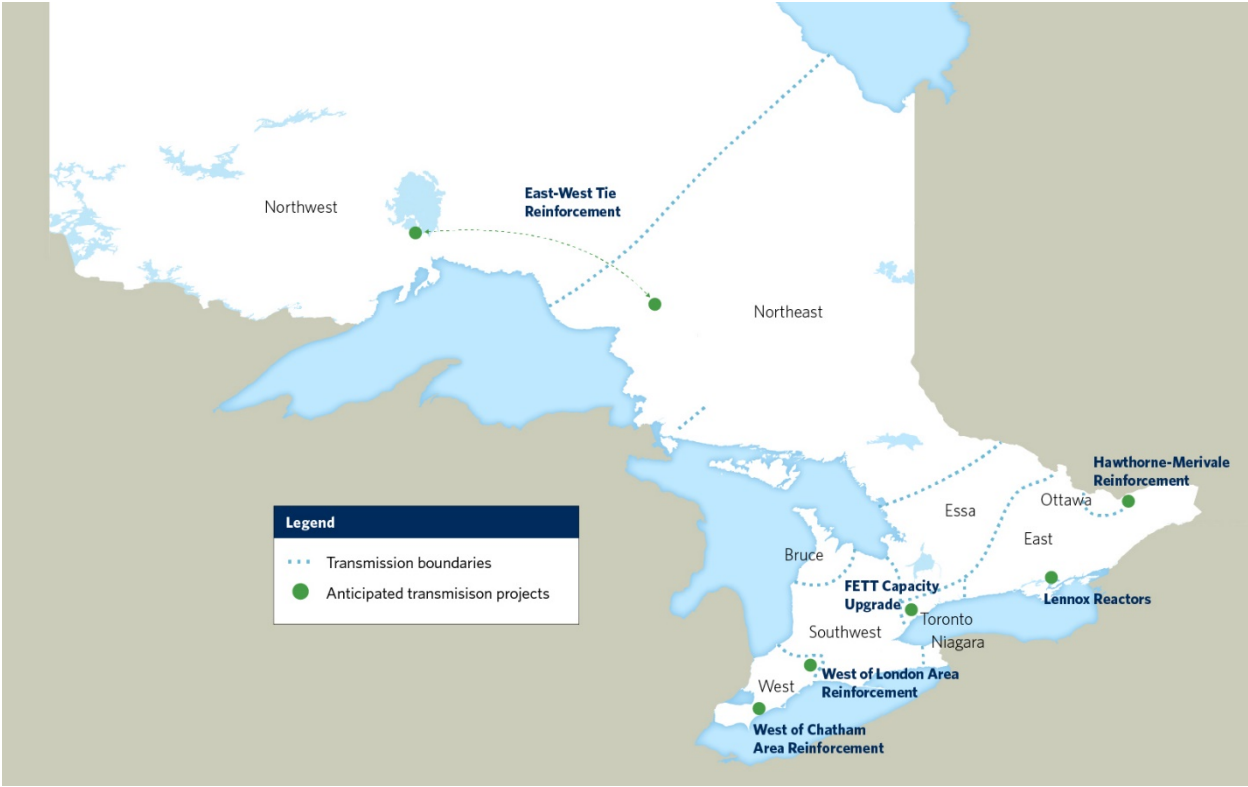 Northwest
East-West Tie
Reinforcement
Northeast
Hawthorne-Merivale
Reinforcement
Ottawa
Essa
East
Legend
Transmission boundaries
Anticipated transmisison projects
Bruce
FETT Capacity
Upgrade
Lennox Reactors
Toronto
Southwest
Niagara
West of London Area
Reinforcement
West
West of Chatham
Area Reinforcement